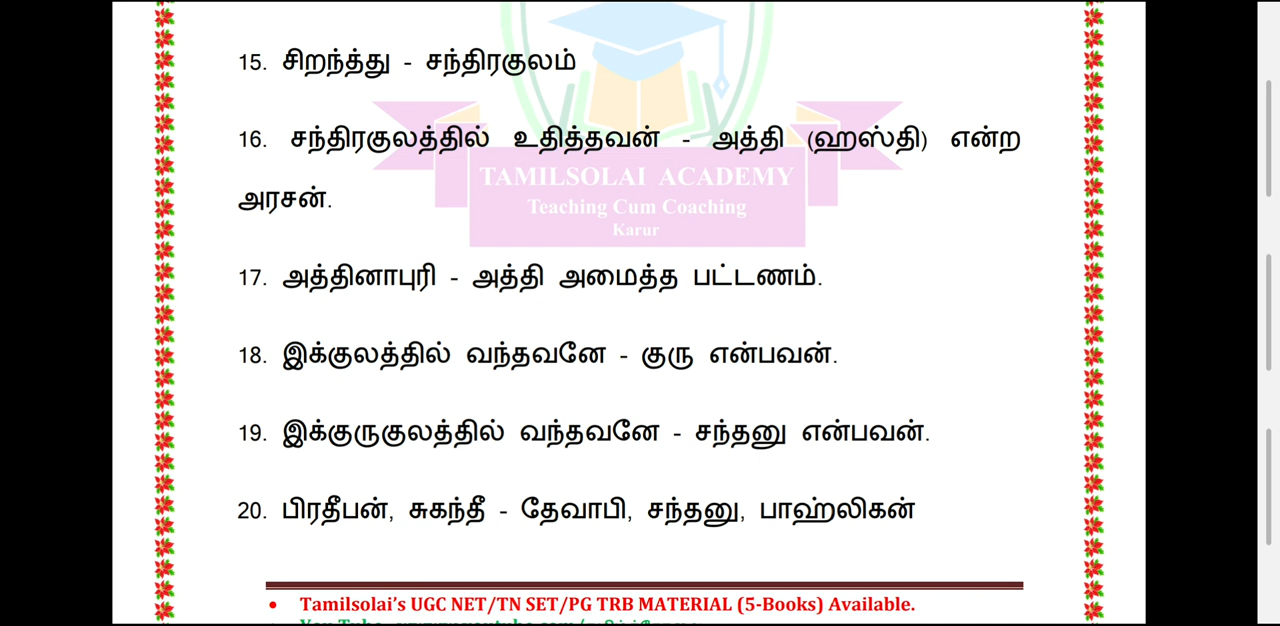 15. சிறந்த்து - சந்திரகுலம்
16. சந்திரகுலத்தில் உதித்தவன் - அத்தி (ஹஸ்தி) என்ற
அரசன்.
TAMILSOLAI ACADEMY
Teaching Cum Coaching
Karur
17. அத்தினாபுரி - அத்தி அமைத்த பட்டணம்.
18. இக்குலத்தில் வந்தவனே - குரு என்பவன்.
19. இக்குருகுலத்தில் வந்தவனே - சந்தனு என்பவன்.
20. பிரதீபன், சுகந்தீ - தேவாபி, சந்தனு, பாஹ்லிகன்
• Tamilsolai's UGC NET/TN SET/PG TRB MATERIAL (5-Books) Available.